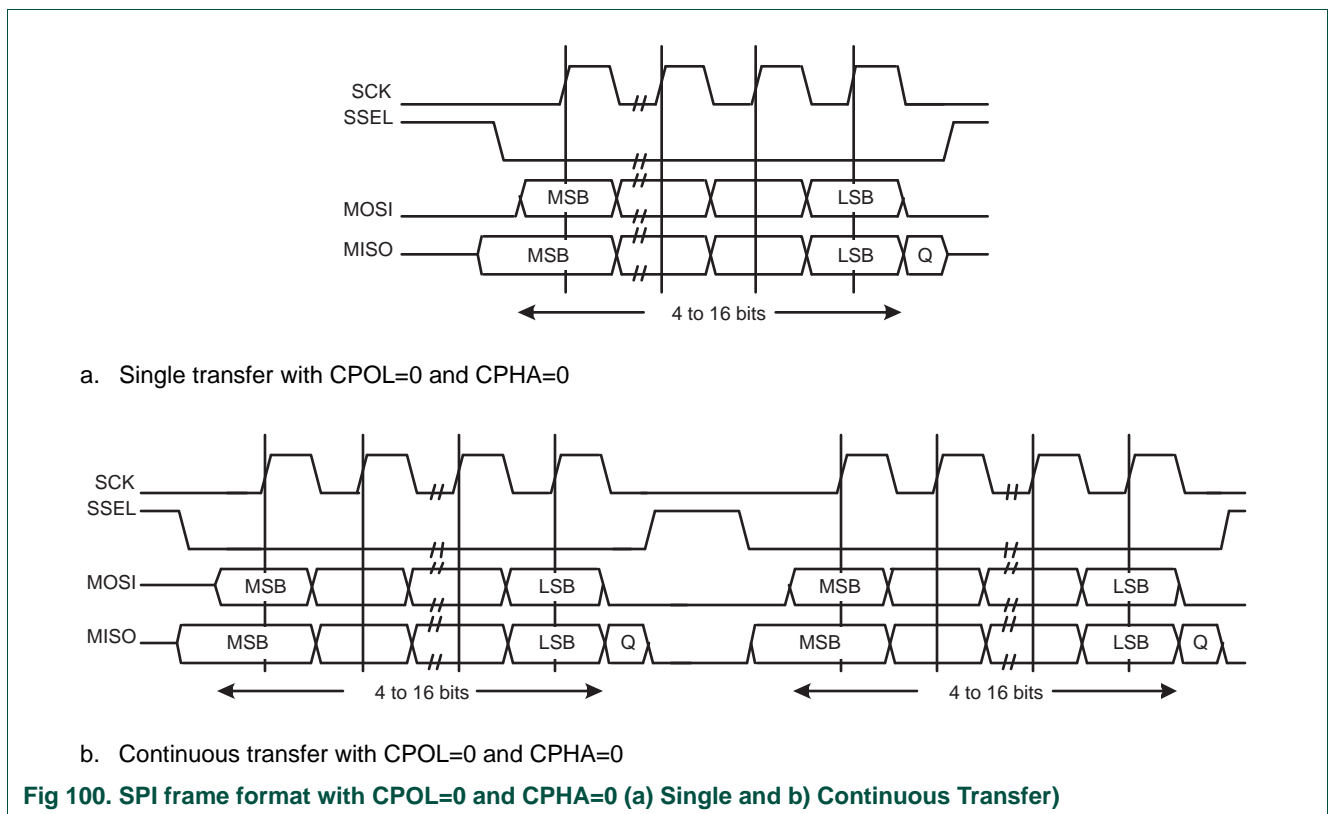 SCK
SSEL
MOSI MSB LSB
MISO MSB LSB Q
4 to 16 bits
a. Single transfer with CPOL=0 and CPHA=0
SCK
SSEL
MOSI MSB LSB MSB LSB
MISO MSB LSB Q MSB LSB Q
4 to 16 bits 4 to 16 bits
b. Continuous transfer with CPOL=0 and CPHA=0
Fig 100. SPI frame format with CPOL=0 and CPHA=0 (a) Single and b) Continuous Transfer)